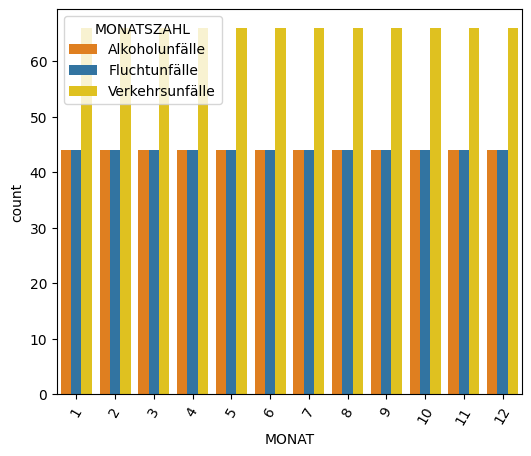 MONATSZAHL
Alkoholunfälle
Fluchtunfälle
Verkehrsunfälle
60
50
40
30
20
10
0
count
1 2 3 4 5 6 7 8 9 10 11 12
MONAT